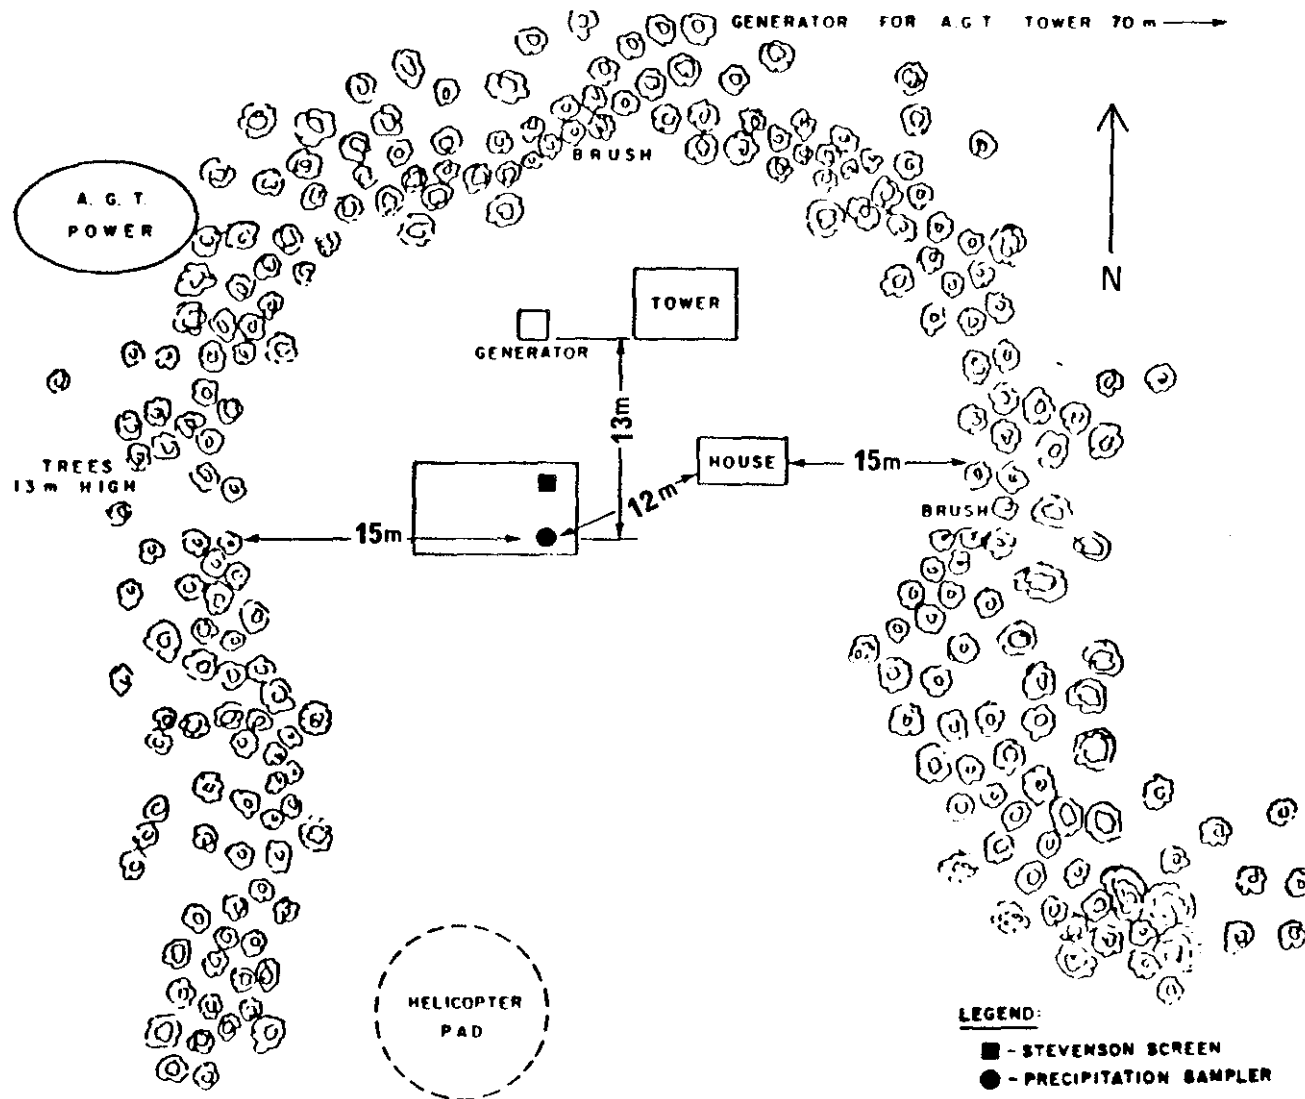 GENERATOR FOR A.G.T TOWER 70 m
BRUSH
A. G. T.
POWER
N
TOWER
GENERATOR
13m
HOUSE
15m
TREES
13 m HIGH
12 m
BRUSH
15m
HELICOPTER
PAD
LEGEND:
- STEVENSON SCREEN
- PRECIPITATION SAMPLER